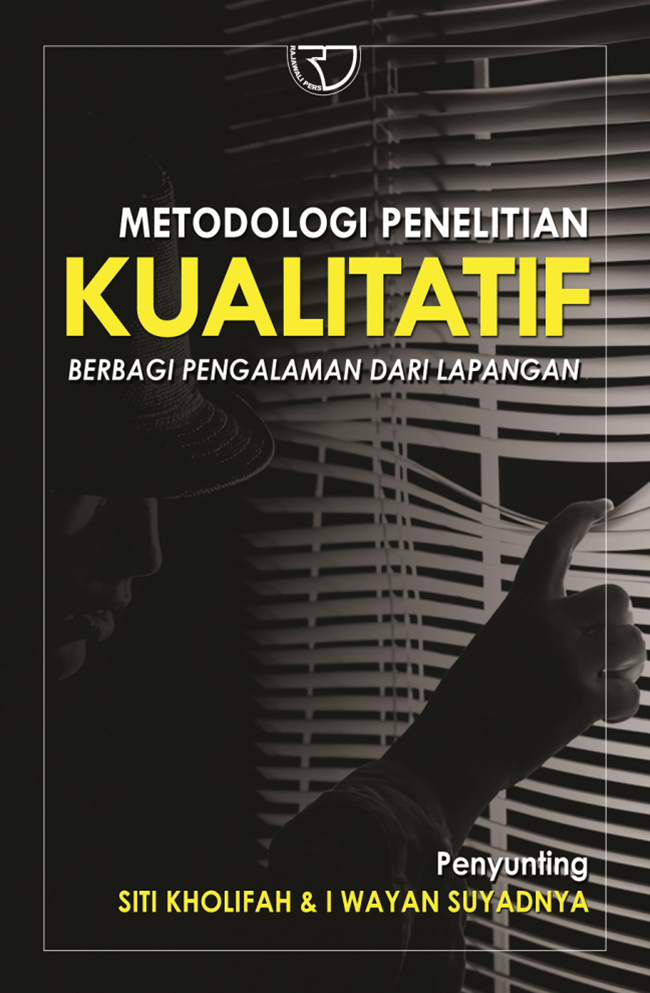 RAJAWALI PERS
METODOLOGI PENELITIAN
KUALITATIF
BERBAGI PENGALAMAN DARI LAPANGAN
Penyunting
SITI KHOLIFAH & I WAYAN SUYADNYA